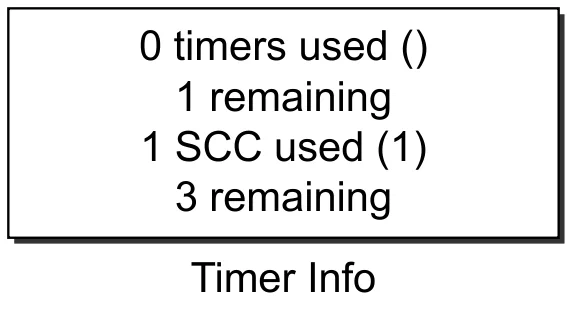 0 timers used ()
1 remaining
1 SCC used (1)
3 remaining
Timer Info